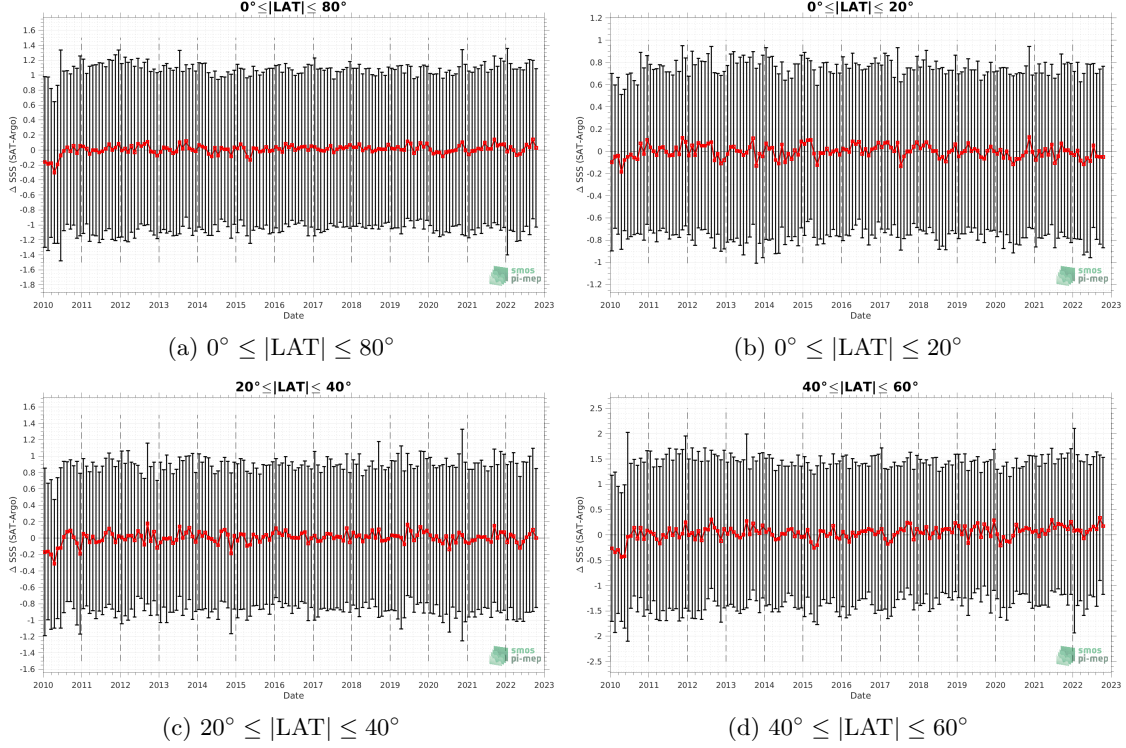 0°≤|LAT|≤ 80°
Δ SSS (SAT-Argo)
1.6
1.4
1.2
1
0.8
0.6
0.4
0.2
0
-0.2
-0.4
-0.6
-0.8
-1
-1.2
-1.4
-1.6
-1.8
smos
pi-mep
2010 2011 2012 2013 2014 2015 2016 2017 2018 2019 2020 2021 2022 2023
Date
(a) 0° ≤ |LAT| ≤ 80°
0°≤|LAT|≤ 20°
Δ SSS (SAT-Argo)
1.2
1
0.8
0.6
0.4
0.2
0
-0.2
-0.4
-0.6
-0.8
-1
-1.2
smos
pi-mep
2010 2011 2012 2013 2014 2015 2016 2017 2018 2019 2020 2021 2022 2023
Date
(b) 0° ≤ |LAT| ≤ 20°
20°≤|LAT|≤ 40°
Δ SSS (SAT-Argo)
1.6
1.4
1.2
1
0.8
0.6
0.4
0.2
0
-0.2
-0.4
-0.6
-0.8
-1
-1.2
-1.4
-1.6
smos
pi-mep
2010 2011 2012 2013 2014 2015 2016 2017 2018 2019 2020 2021 2022 2023
Date
(c) 20° ≤ |LAT| ≤ 40°
40°≤|LAT|≤ 60°
Δ SSS (SAT-Argo)
2.5
2
1.5
1
0.5
0
-0.5
-1
-1.5
-2
-2.5
smos
pi-mep
2010 2011 2012 2013 2014 2015 2016 2017 2018 2019 2020 2021 2022 2023
Date
(d) 40° ≤ |LAT| ≤ 60°